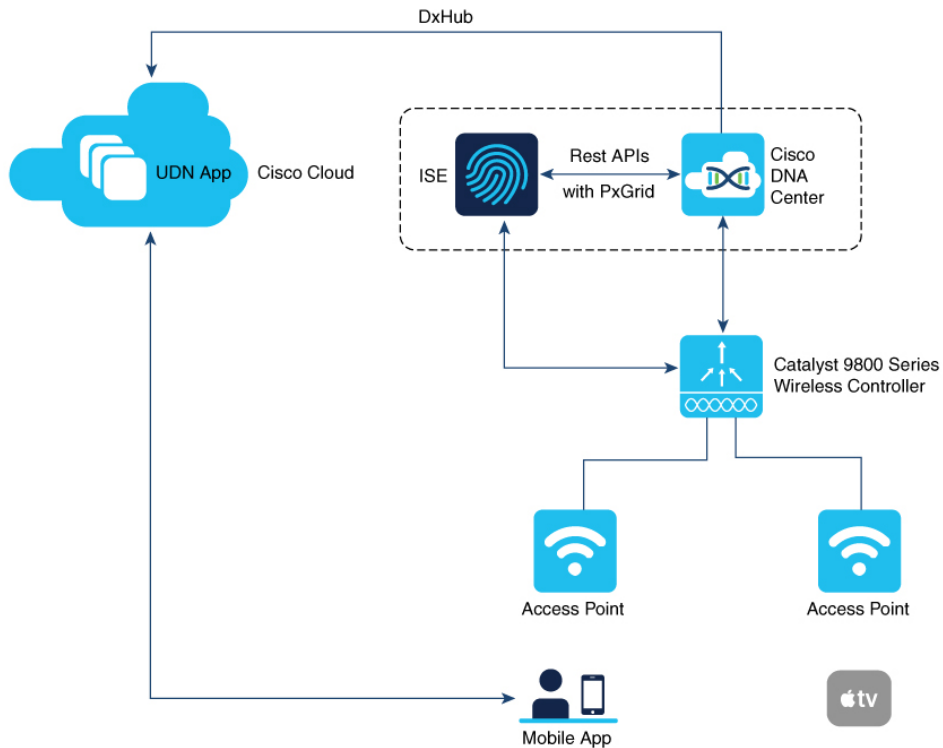 DxHub
UDN App
Cisco Cloud
ISE
Rest APIs
with PxGrid
Cisco
DNA
Center
Catalyst 9800 Series
Wireless Controller
Access Point
Access Point
Mobile App
tv